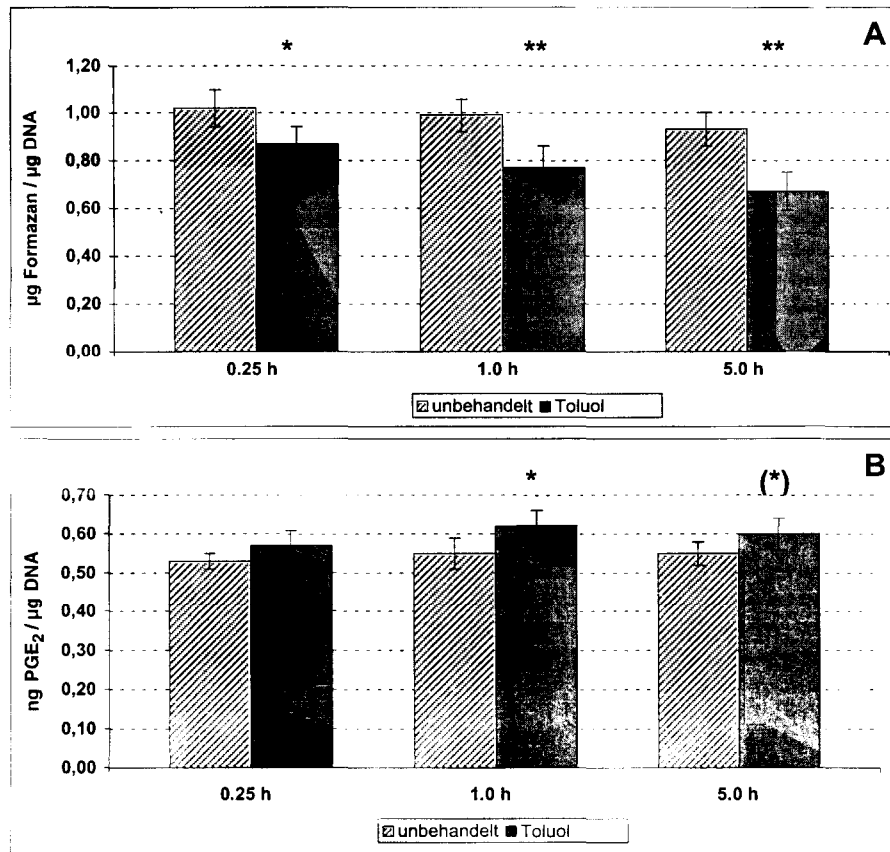 A
* ** **
1,20
1,00
0,80
0,60
0,40
0,20
0,00
µg Formazan / µg DNA
0.25 h 1.0 h 5.0 h
unbehandelt Toluol
B
* (*)
0,70
0,60
0,50
0,40
0,30
0,20
0,10
0,00
ng PGE₂ / µg DNA
0.25 h 1.0 h 5.0 h
unbehandelt Toluol